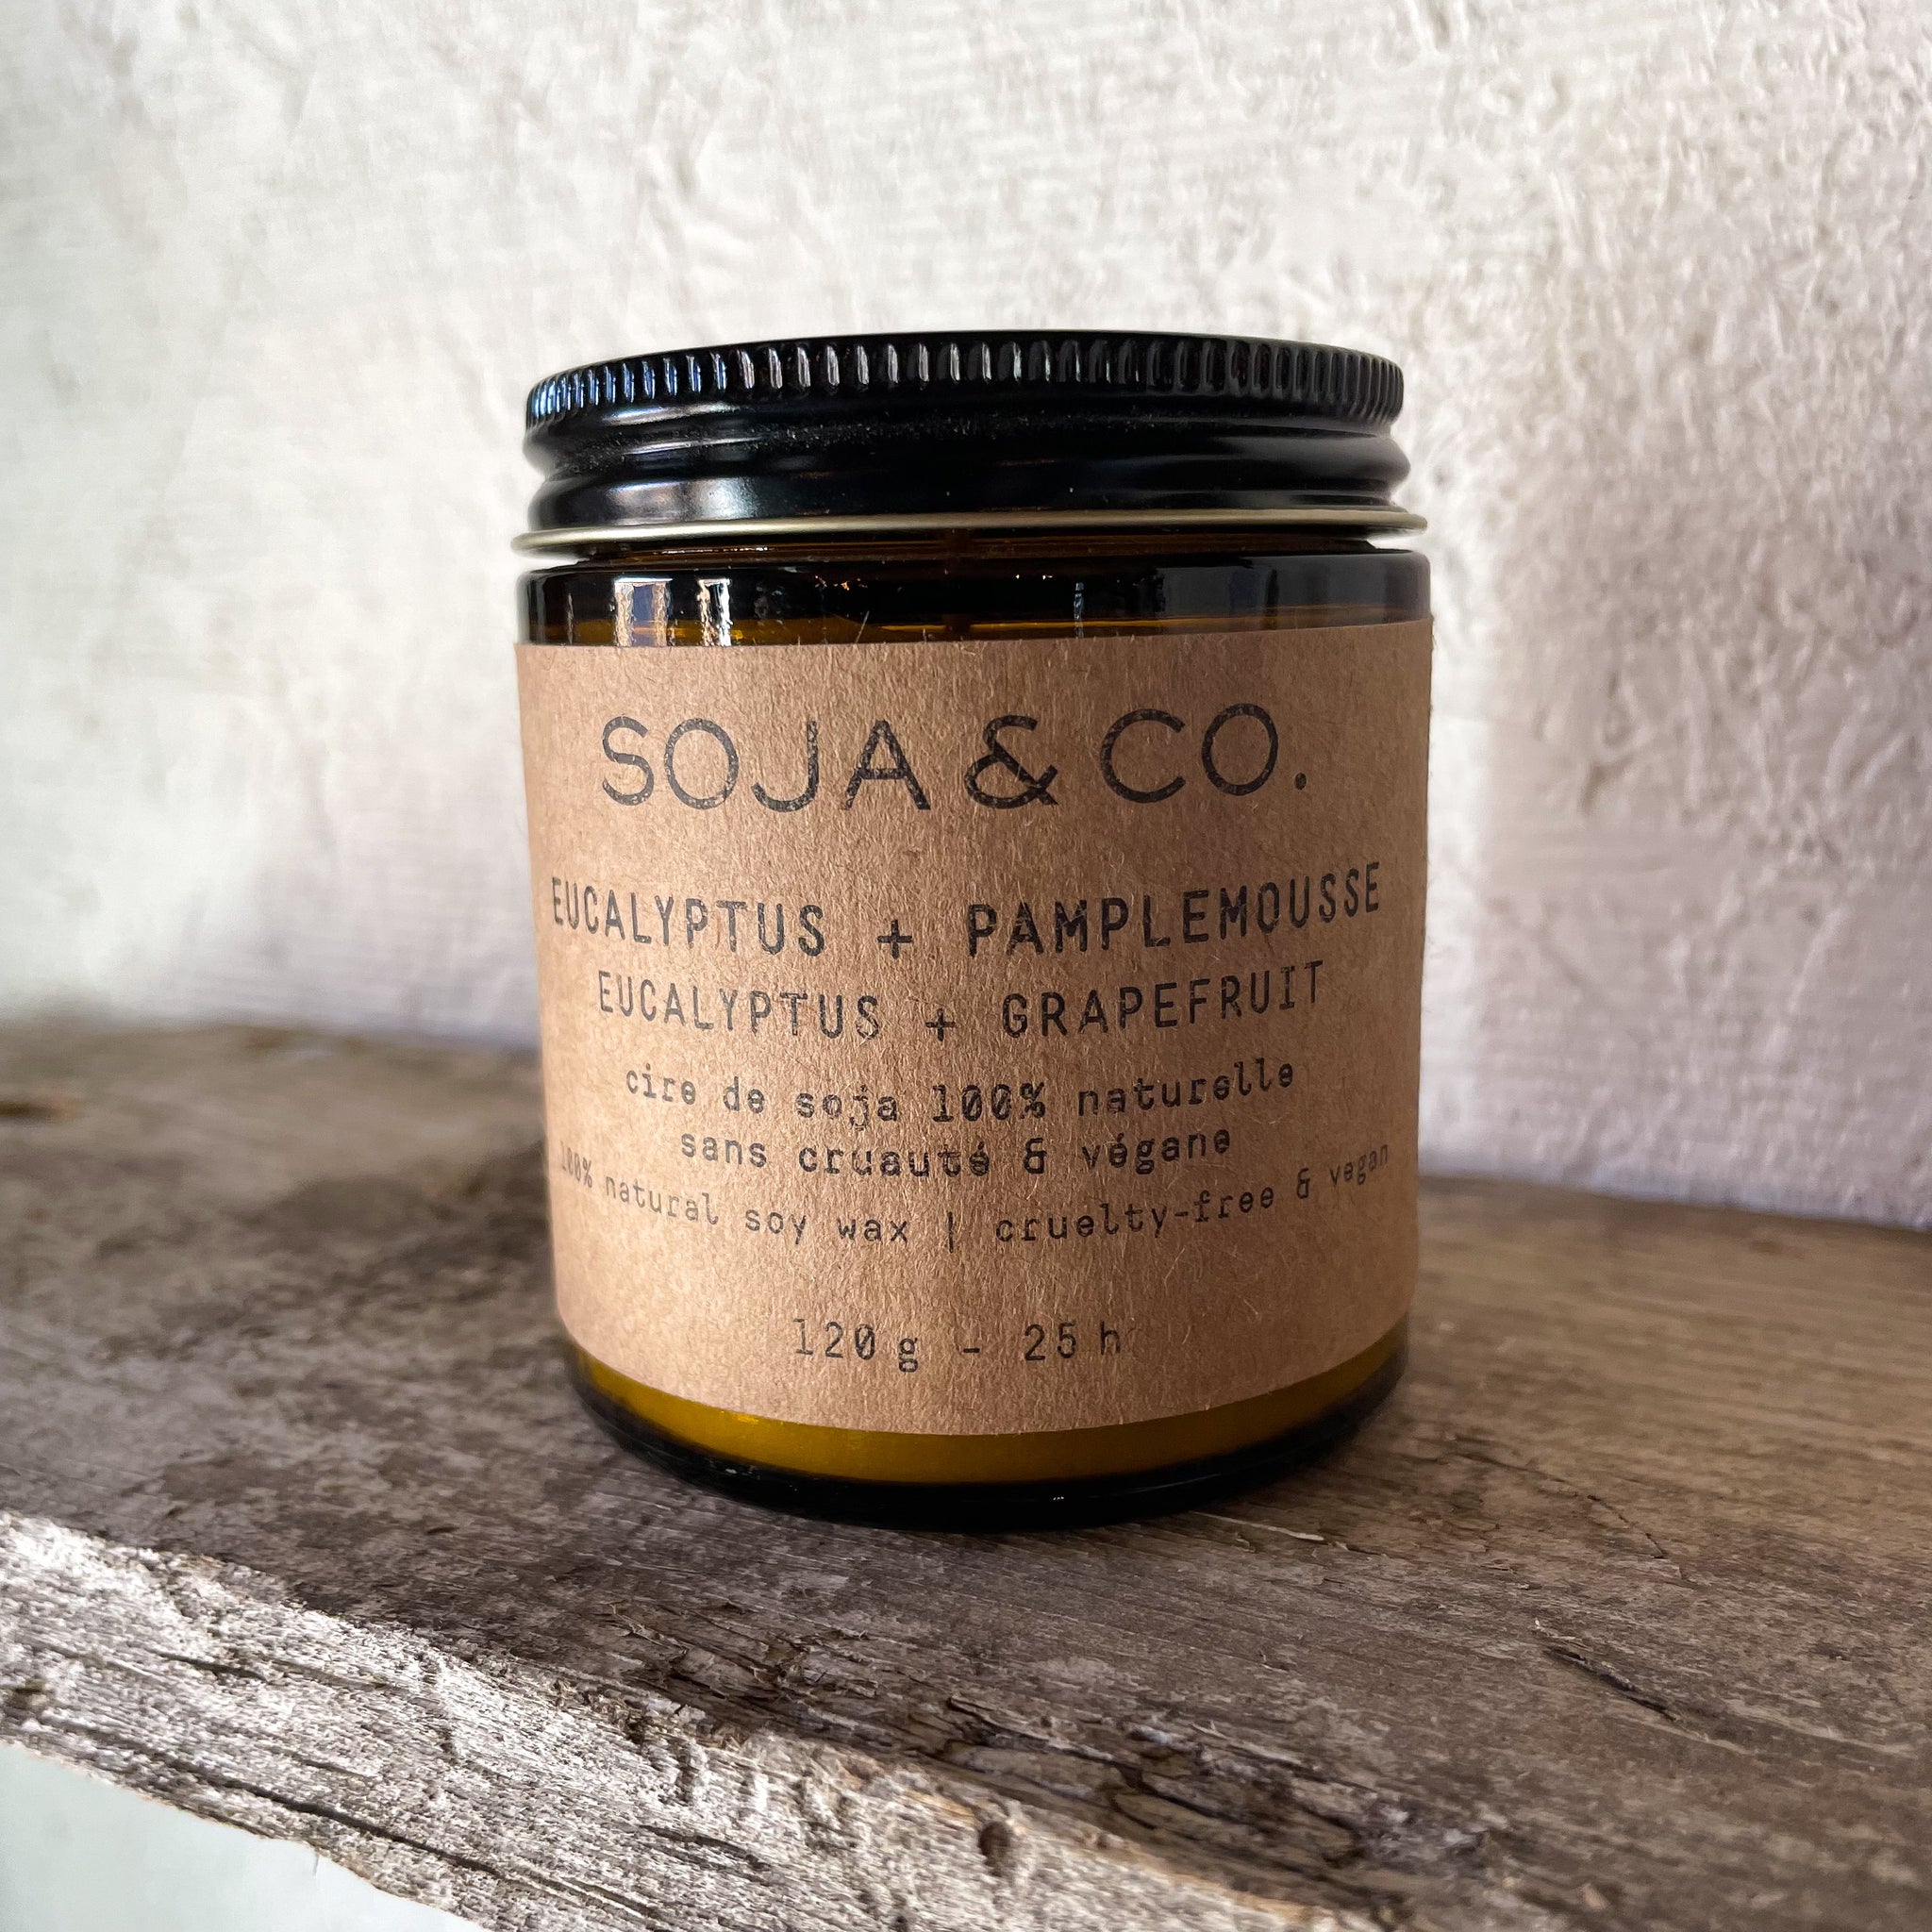 SOJA & CO.
EUCALYPTUS + PAMPLEMOUSSE
EUCALYPTUS + GRAPEFRUIT
cire de soja 100% naturelle
sans cruauté & végane
100% natural soy wax | cruelty-free & vegan
120 g - 25 h